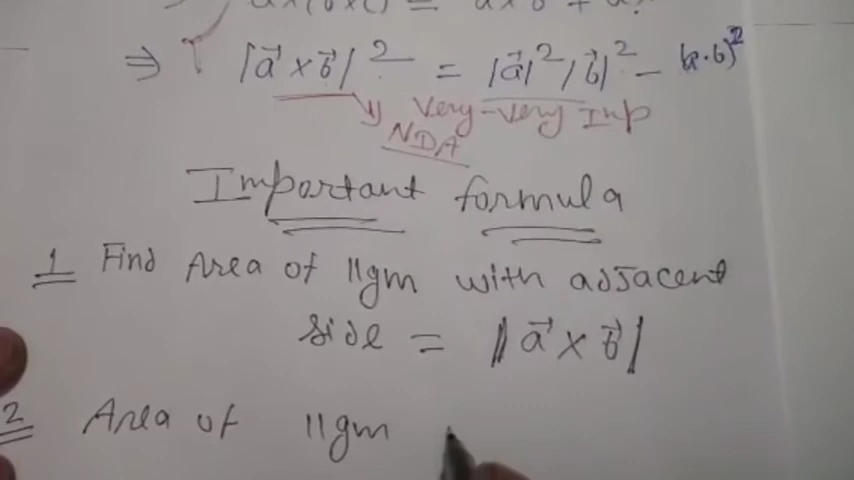 ⇒ |a⃗ × b⃗|² = |a⃗|²|b⃗|² - (a·b)²
Very-very Imp
NDA
Important formula
1 Find Area of ||gm with adjacent
side = |a⃗ × b⃗|
2 Area of ||gm